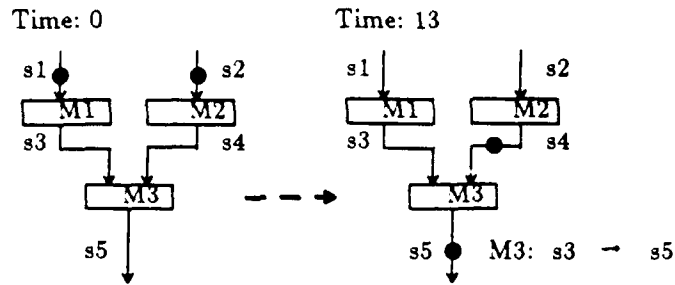 Time: 0 Time: 13
s1 s2 s1 s2
M1 M2 M1 M2
s3 s4 s3 s4
M3 M3
s5 s5 M3: s3 → s5